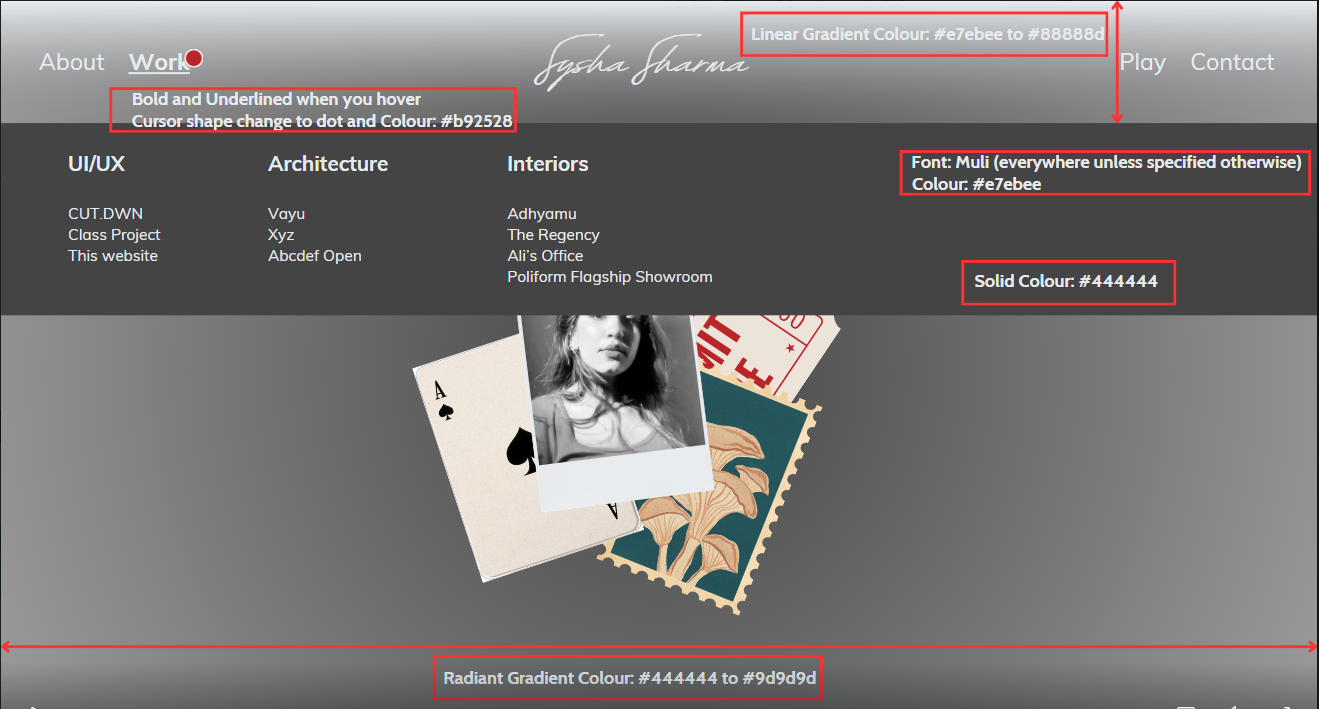 Linear Gradient Colour: #e7ebee to #88888d
About Work Sysha Sharma Play Contact
Bold and Underlined when you hover
Cursor shape change to dot and Colour: #b92528
UI/UX Architecture Interiors
Font: Muli (everywhere unless specified otherwise)
Colour: #e7ebee
CUT.DWN Vayu Adhyamu
Class Project Xyz The Regency
This website Abcdef Open Ali’s Office
Poliform Flagship Showroom
Solid Colour: #444444
A
A
Radiant Gradient Colour: #444444 to #9d9d9d